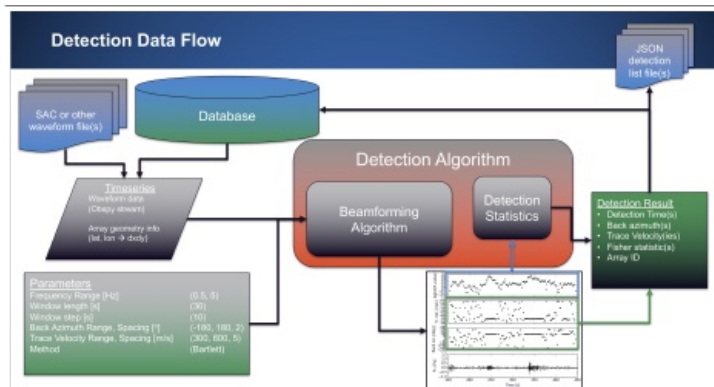 Detection Data Flow
JSON
detection
list file(s)
SAC or other
waveform file(s)
Database
Detection Algorithm
Timeseries
Waveform data
(Obspy stream)
Array geometry info
(lat, lon → dxdy)
Beamforming
Algorithm
Detection
Statistics
Detection Result
• Detection Time(s)
• Back azimuth(s)
• Trace Velocity(ies)
• Fisher statistic(s)
• Array ID
Parameters
Frequency Range [Hz] (0.5, 5)
Window length [s] (30)
Window step [s] (10)
Back Azimuth Range, Spacing [°] (-180, 180, 2)
Trace Velocity Range, Spacing [m/s] (300, 600, 5)
Method (Bartlett)